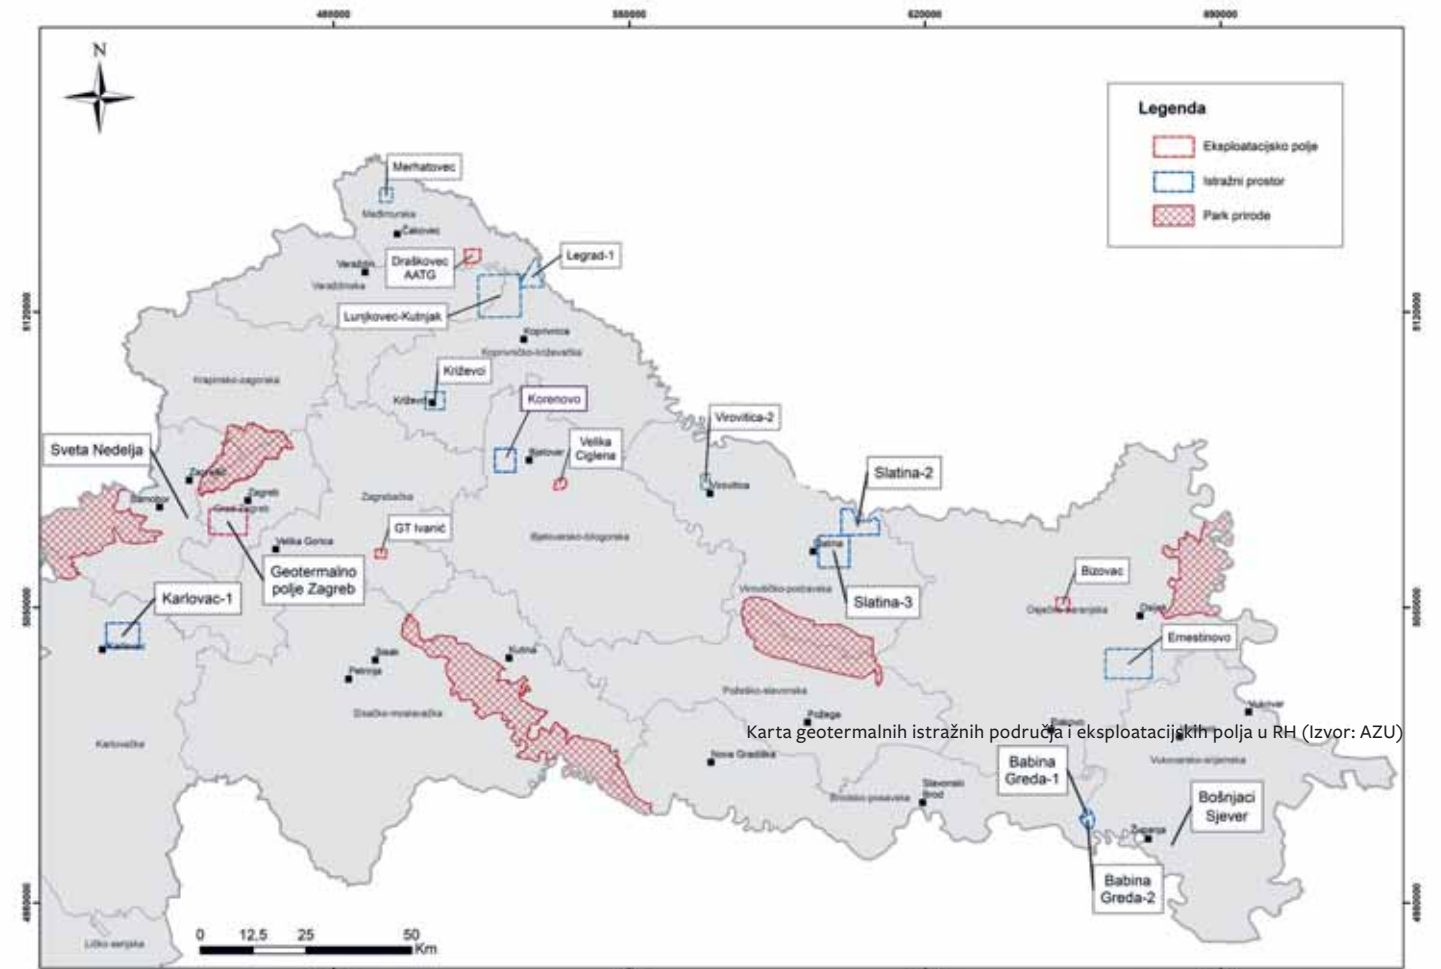 480000
550000
620000
690000
N
Legenda
Eksploatacijsko polje
Istražni prostor
Park prirode
Merhatovec
Međimurska
Čakovec
Varaždin
Varaždinska
Draškovec
AATG
Legrad-1
Lunjkovec-Kutnjak
5120000
5120000
Koprivnica
Koprivničko-križevačka
Krapinsko-zagorska
Križevci
Križevci
Korenovo
Virovitica-2
Sveta Nedelja
Bjelovar
Velika
Ciglena
Slatina-2
Zaprešić
Samobor
Zagreb
Grad Zagreb
Zagrebačka
Virovitica
GT Ivanić
Bjelovarsko-bilogorska
Velika Gorica
Slatina
Geotermalno
polje Zagreb
Bizovac
Karlovac-1
Virovitičko-podravska
Slatina-3
Osječko-baranjska
Osijek
5050000
5050000
Ernestinovo
Karlovac
Sisak
Kutina
Petrinja
Požeško-slavonska
Sisačko-moslavačka
Požega
Vukovar
Karta geotermalnih istražnih područja i eksploatacijskih polja u RH (Izvor: AZU)
Đakovo
Karlovačka
Nova Gradiška
Vukovarsko-srijemska
Babina
Greda-1
Slavonski
Brod
Brodsko-posavska
Bošnjaci
Sjever
Županja
Babina
Greda-2
4980000
4980000
Ličko-senjska
0
12,5
25
50
Km